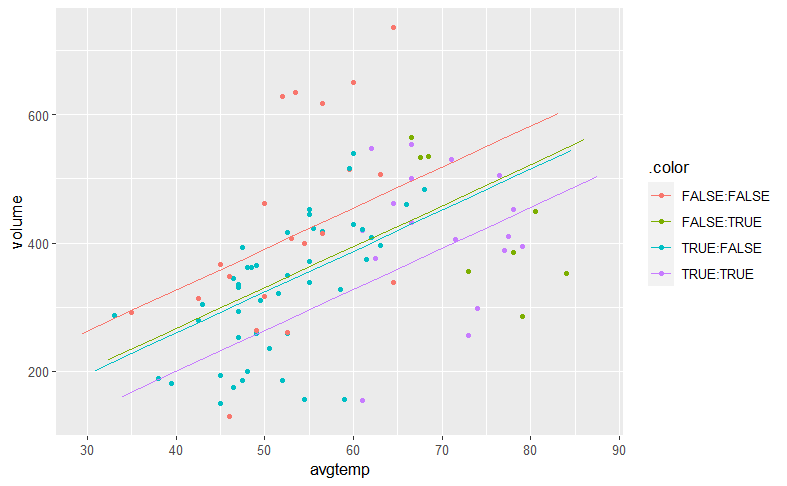 600
400
200
volume
30 40 50 60 70 80 90
avgtemp
.color
FALSE:FALSE
FALSE:TRUE
TRUE:FALSE
TRUE:TRUE